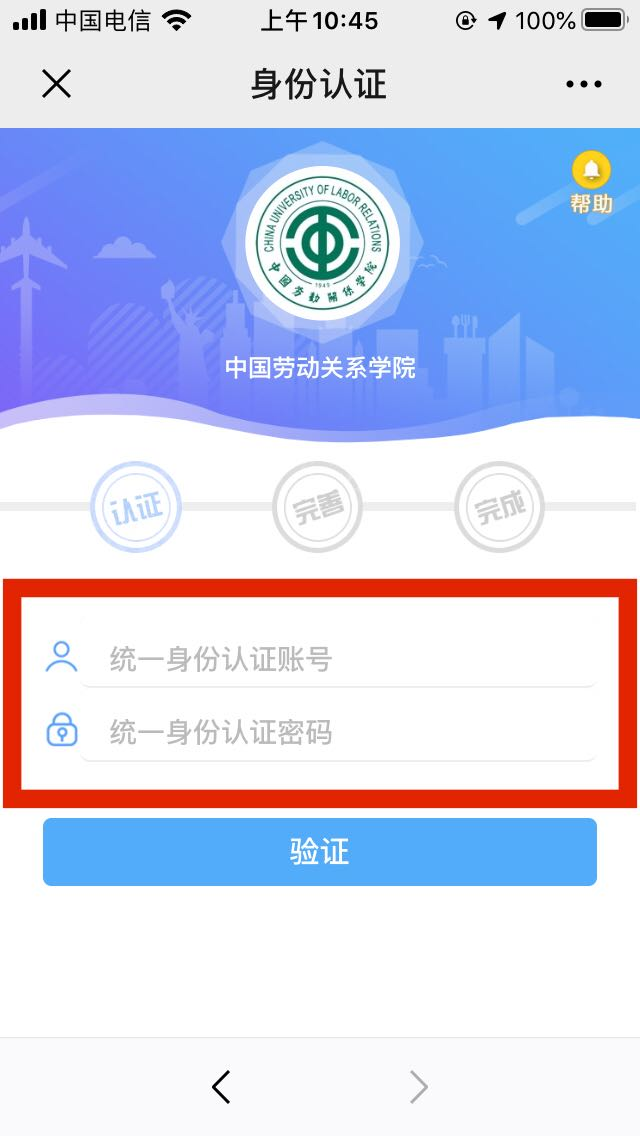 中国电信
上午10:45
100%
身份认证
帮助
CHINA UNIVERSITY OF LABOR RELATIONS
1949
中国劳动關係学院
中国劳动关系学院
认证
完善
完成
统一身份认证账号
统一身份认证密码
验证